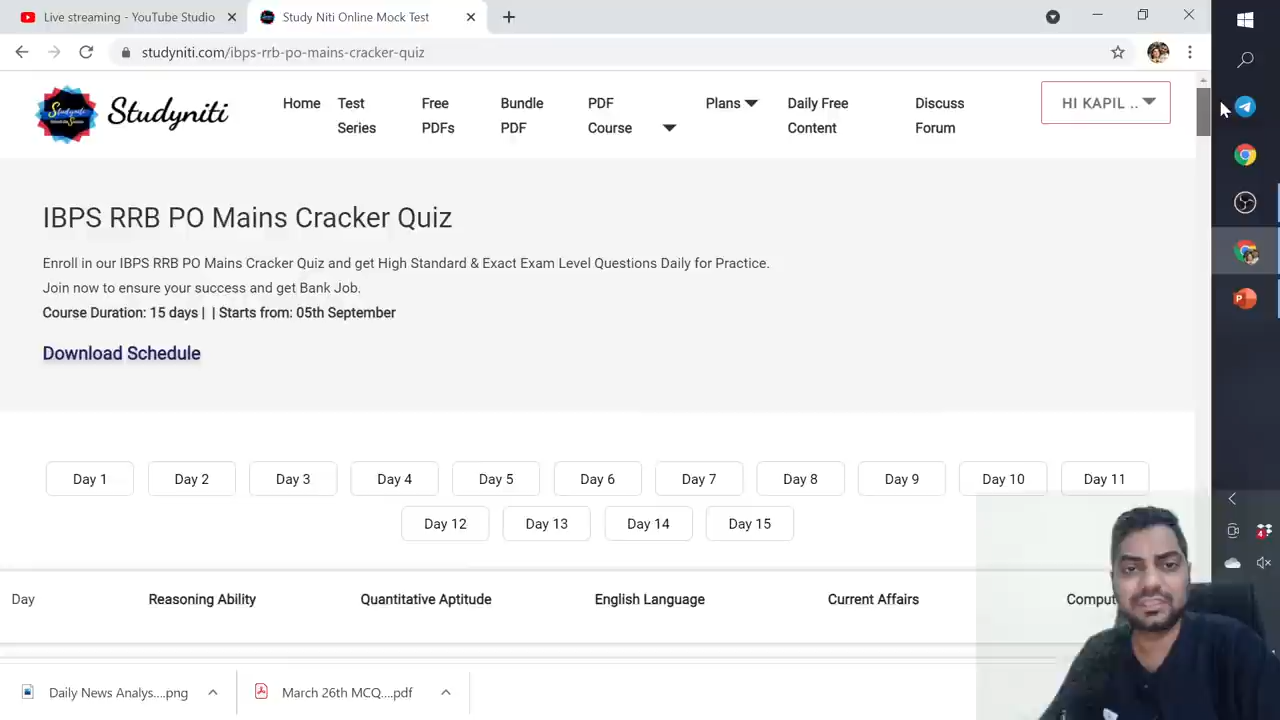 Live streaming - YouTube Studio
Study Niti Online Mock Test
studyniti.com/ibps-rrb-po-mains-cracker-quiz
Studyniti
Studyniti
Home
Test Series
Free PDFs
Bundle PDF
PDF Course
Plans
Daily Free Content
Discuss Forum
HI KAPIL ..
IBPS RRB PO Mains Cracker Quiz
Enroll in our IBPS RRB PO Mains Cracker Quiz and get High Standard & Exact Exam Level Questions Daily for Practice.
Join now to ensure your success and get Bank Job.
Course Duration: 15 days | | Starts from: 05th September
Download Schedule
Day 1 Day 2 Day 3 Day 4 Day 5 Day 6 Day 7 Day 8 Day 9 Day 10 Day 11
Day 12 Day 13 Day 14 Day 15
Day Reasoning Ability Quantitative Aptitude English Language Current Affairs Comput
Daily News Analys....png
March 26th MCQ....pdf
4